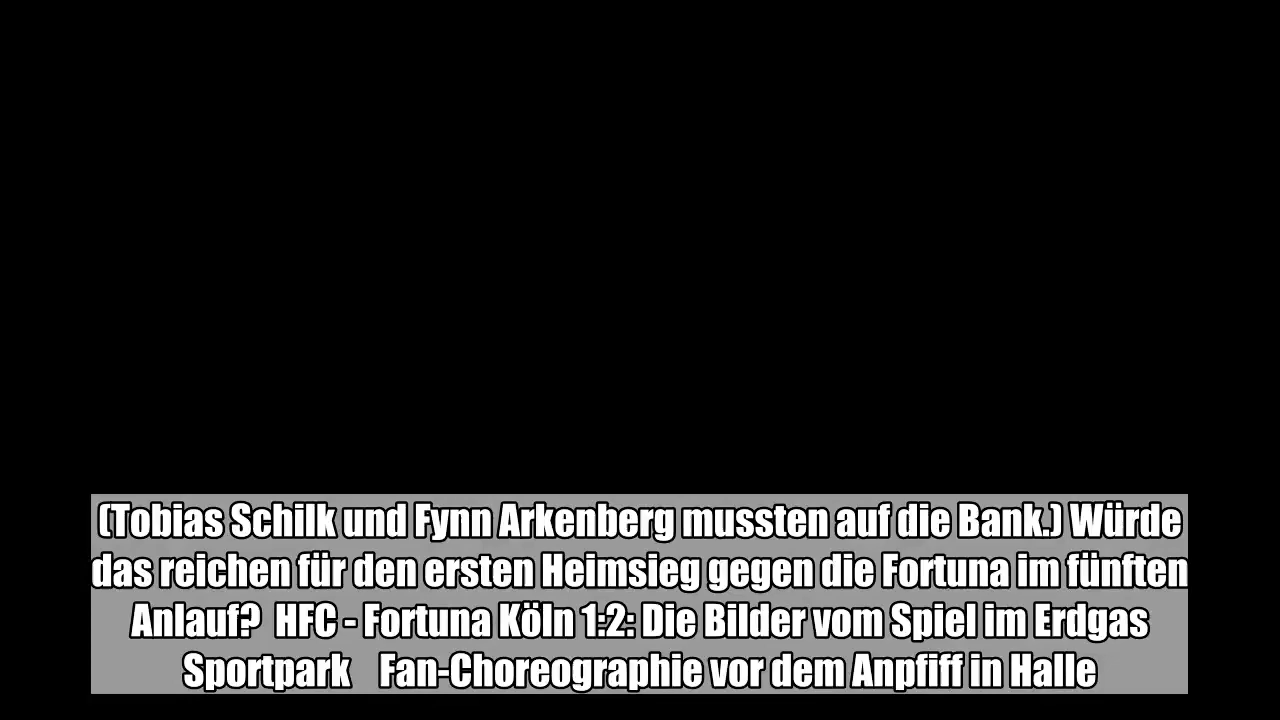 (Tobias Schilk und Fynn Arkenberg mussten auf die Bank.) Würde
das reichen für den ersten Heimsieg gegen die Fortuna im fünften
Anlauf?  HFC - Fortuna Köln 1:2: Die Bilder vom Spiel im Erdgas
Sportpark    Fan-Choreographie vor dem Anpfiff in Halle